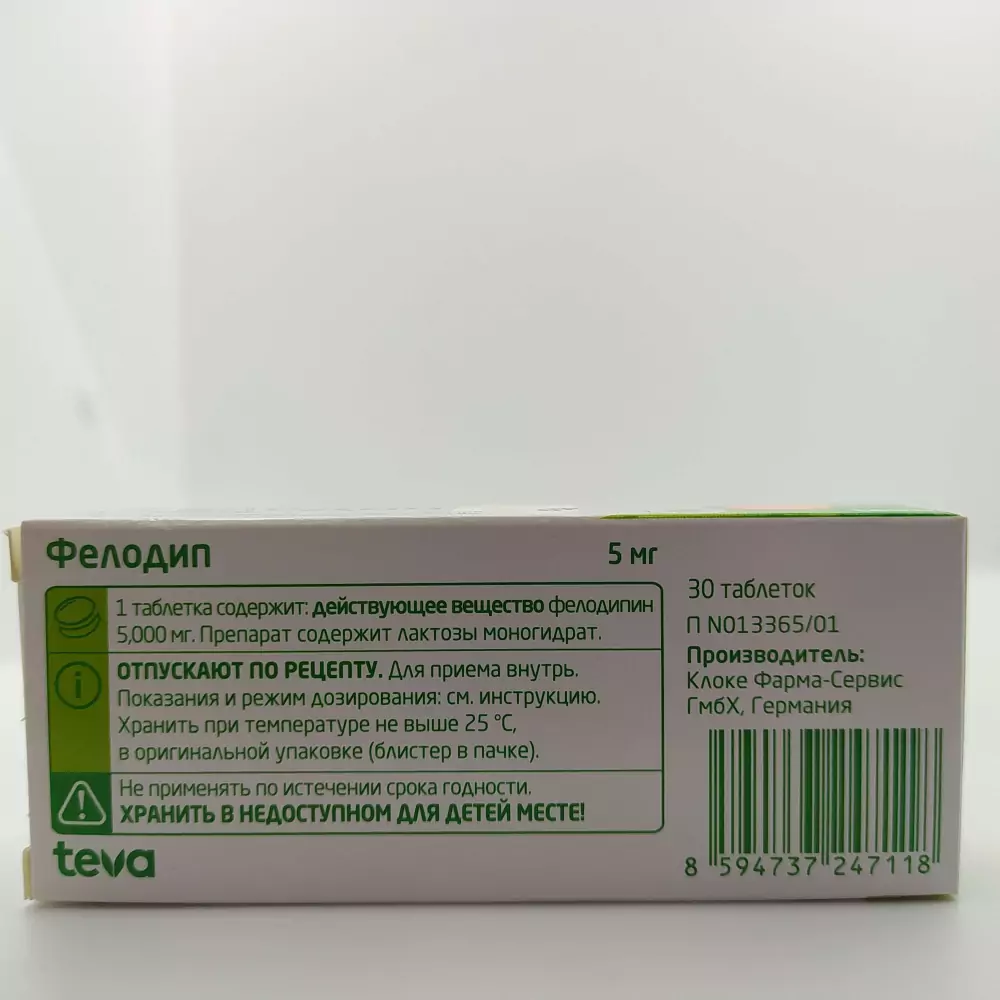 Фелодип
5 мг
1 таблетка содержит: действующее вещество фелодипин
5,000 мг. Препарат содержит лактозы моногидрат.
ОТПУСКАЮТ ПО РЕЦЕПТУ. Для приема внутрь.
Показания и режим дозирования: см. инструкцию.
Хранить при температуре не выше 25 °С,
в оригинальной упаковке (блистер в пачке).
Не применять по истечении срока годности.
ХРАНИТЬ В НЕДОСТУПНОМ ДЛЯ ДЕТЕЙ МЕСТЕ!
teva
30 таблеток
П N013365/01
Производитель:
Клоке Фарма-Сервис
ГмбХ, Германия
8 594737 247118